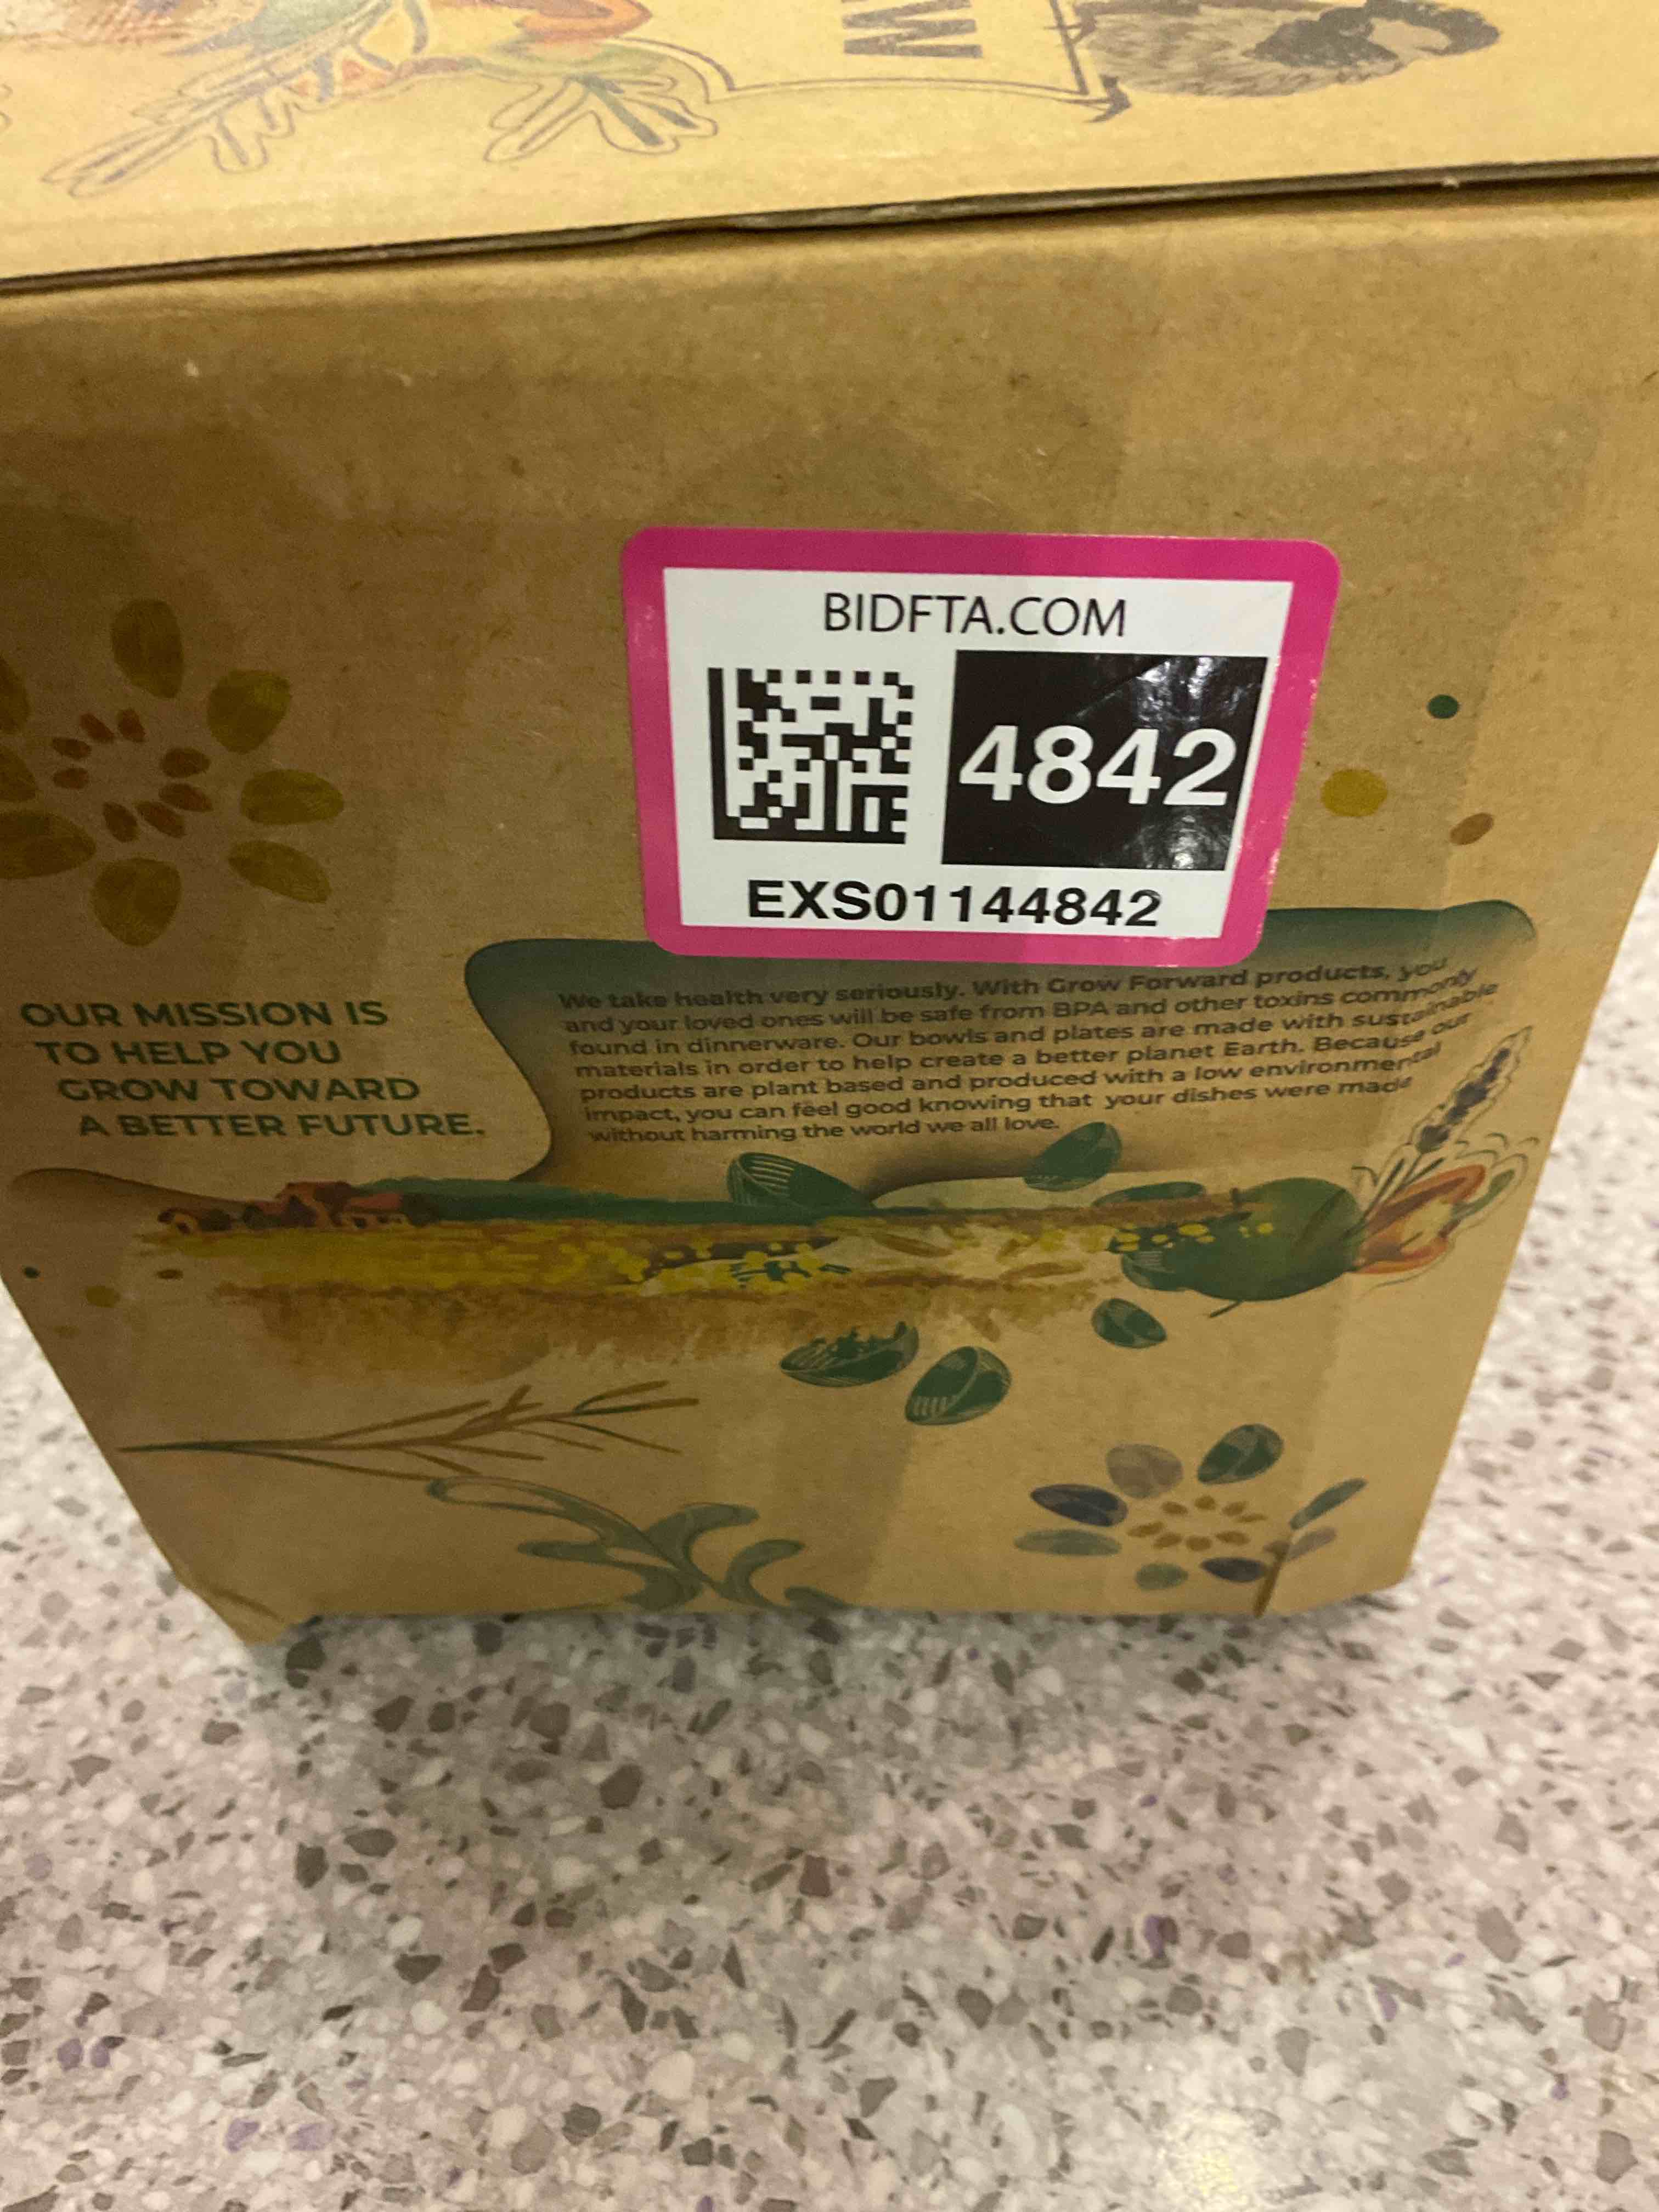 W
BIDFTA.COM
4842
EXS01144842
OUR MISSION IS
TO HELP YOU
GROW TOWARD
A BETTER FUTURE.
We take health very seriously. With Grow Forward products, you
and your loved ones will be safe from BPA and other toxins commonly
found in dinnerware. Our bowls and plates are made with sustainable
materials in order to help create a better planet Earth. Because our
products are plant based and produced with a low environmental
impact, you can feel good knowing that your dishes were made
without harming the world we all love.